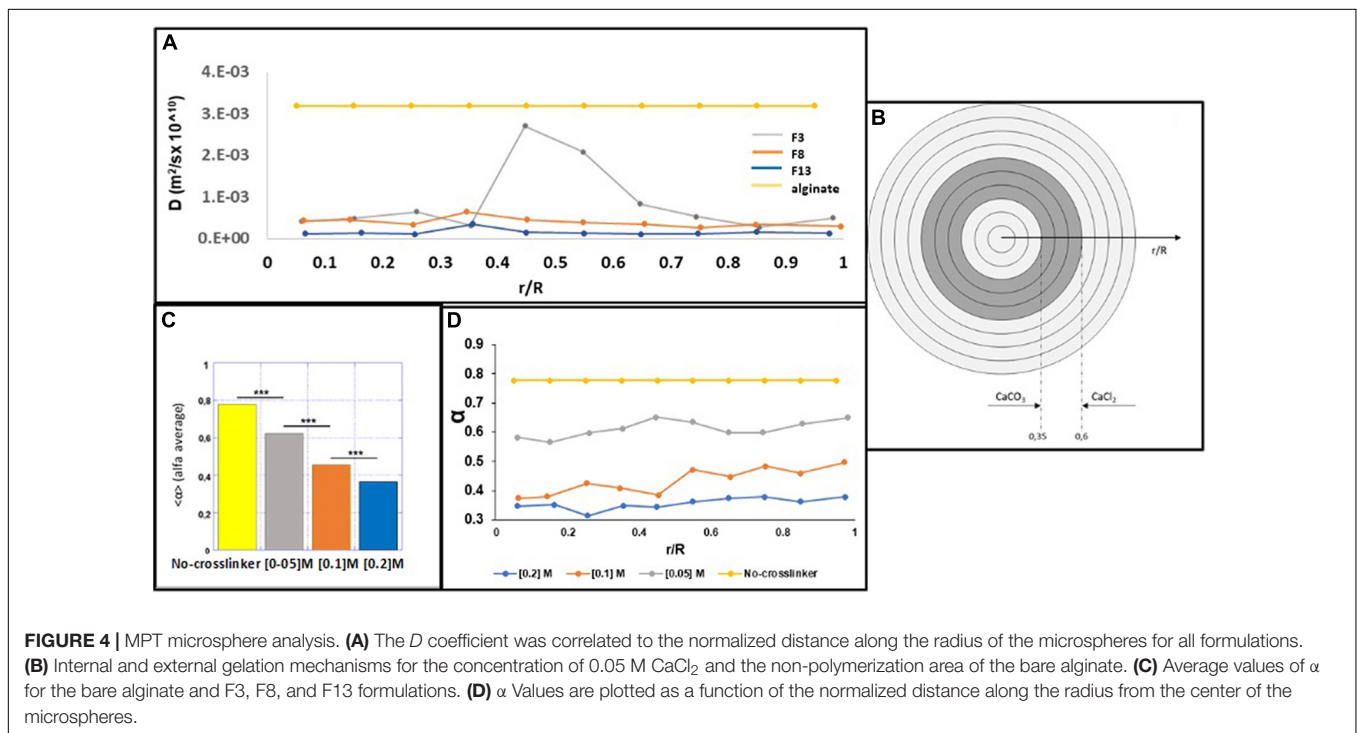 A
4.E-03
3.E-03
2.E-03
1.E-03
0.E+00
D (m²/sx 10^10)
F3
F8
F13
alginate
0 0.1 0.2 0.3 0.4 0.5 0.6 0.7 0.8 0.9 1
r/R
B
r/R
CaCO₃
CaCl₂
0,35
0,6
C
1
0,8
0,6
0,4
0,2
0
<α> (alfa average)
***
***
***
No-crosslinker [0-05]M [0.1]M [0.2]M
D
0.9
0.8
0.7
0.6
0.5
0.4
0.3
α
0 0.2 0.4 0.6 0.8 1
r/R
[0.2] M [0.1] M [0.05] M No-crosslinker
FIGURE 4 | MPT microsphere analysis. (A) The D coefficient was correlated to the normalized distance along the radius of the microspheres for all formulations.
(B) Internal and external gelation mechanisms for the concentration of 0.05 M CaCl₂ and the non-polymerization area of the bare alginate. (C) Average values of α
for the bare alginate and F3, F8, and F13 formulations. (D) α Values are plotted as a function of the normalized distance along the radius from the center of the
microspheres.